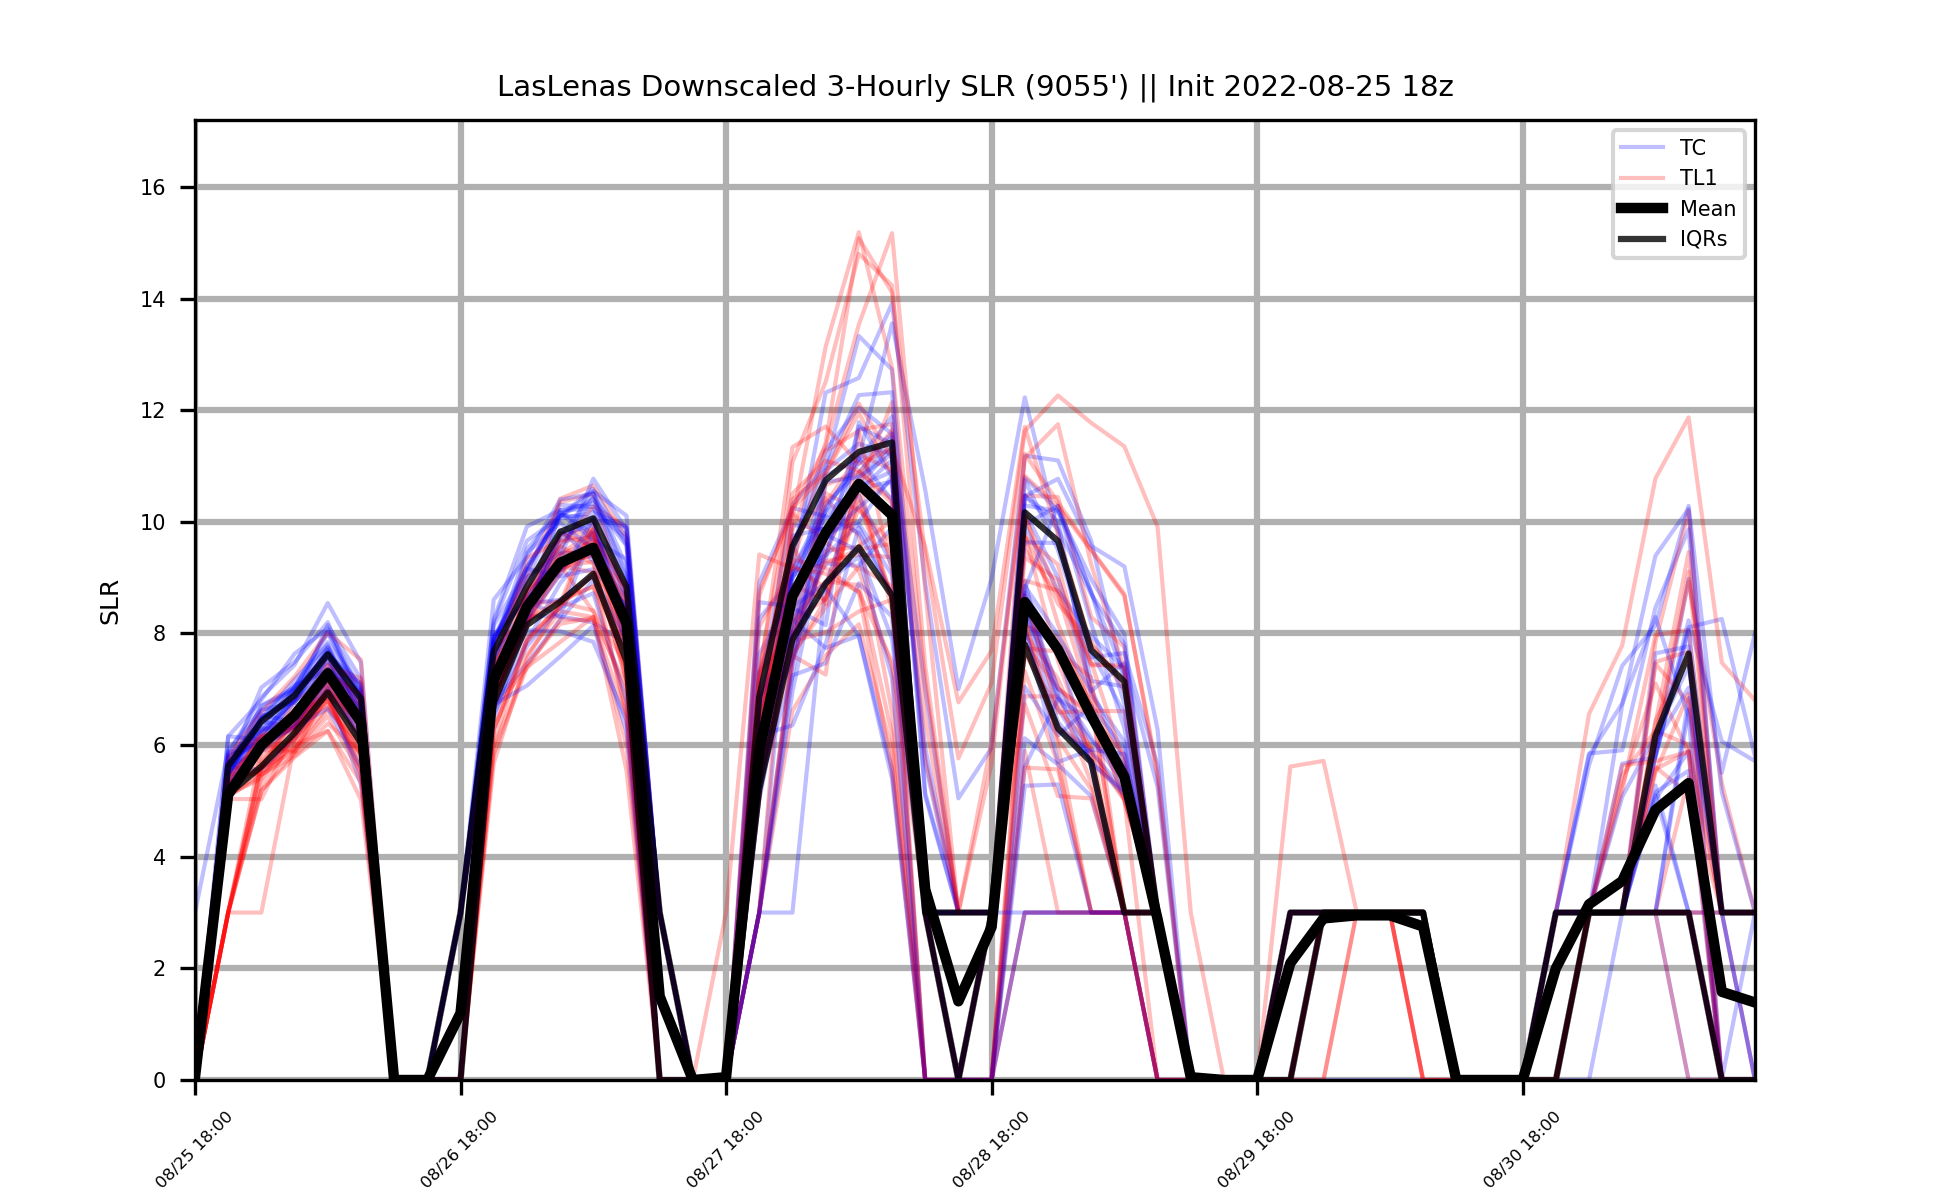 LasLenas Downscaled 3-Hourly SLR (9055') || Init 2022-08-25 18z
TC
TL1
Mean
IQRs
SLR
16
14
12
10
8
6
4
2
0
08/25 18:00
08/26 18:00
08/27 18:00
08/28 18:00
08/29 18:00
08/30 18:00